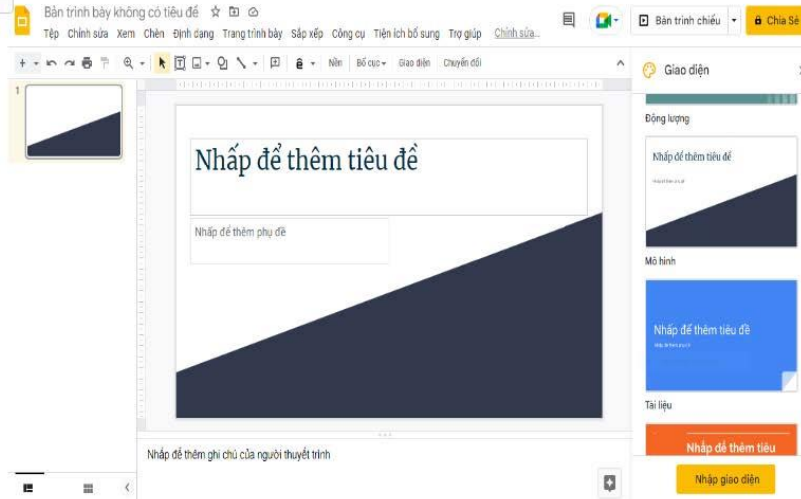 Bản trình bày không có tiêu đề
Tệp Chỉnh sửa Xem Chèn Định dạng Trang trình bày Sắp xếp Công cụ Tiện ích bổ sung Trợ giúp Chỉnh sửa...
Bản trình chiếu
Chia Sẻ
Nền Bố cục Giao diện Chuyển đổi
Giao diện
1
Động lượng
Nhấp để thêm tiêu đề
Nhấp để thêm phụ đề
Nhấp để thêm tiêu đề
Mô hình
Nhấp để thêm tiêu đề
Tài liệu
Nhấp để thêm tiêu
Nhấp để thêm ghi chú của người thuyết trình
Nhập giao diện